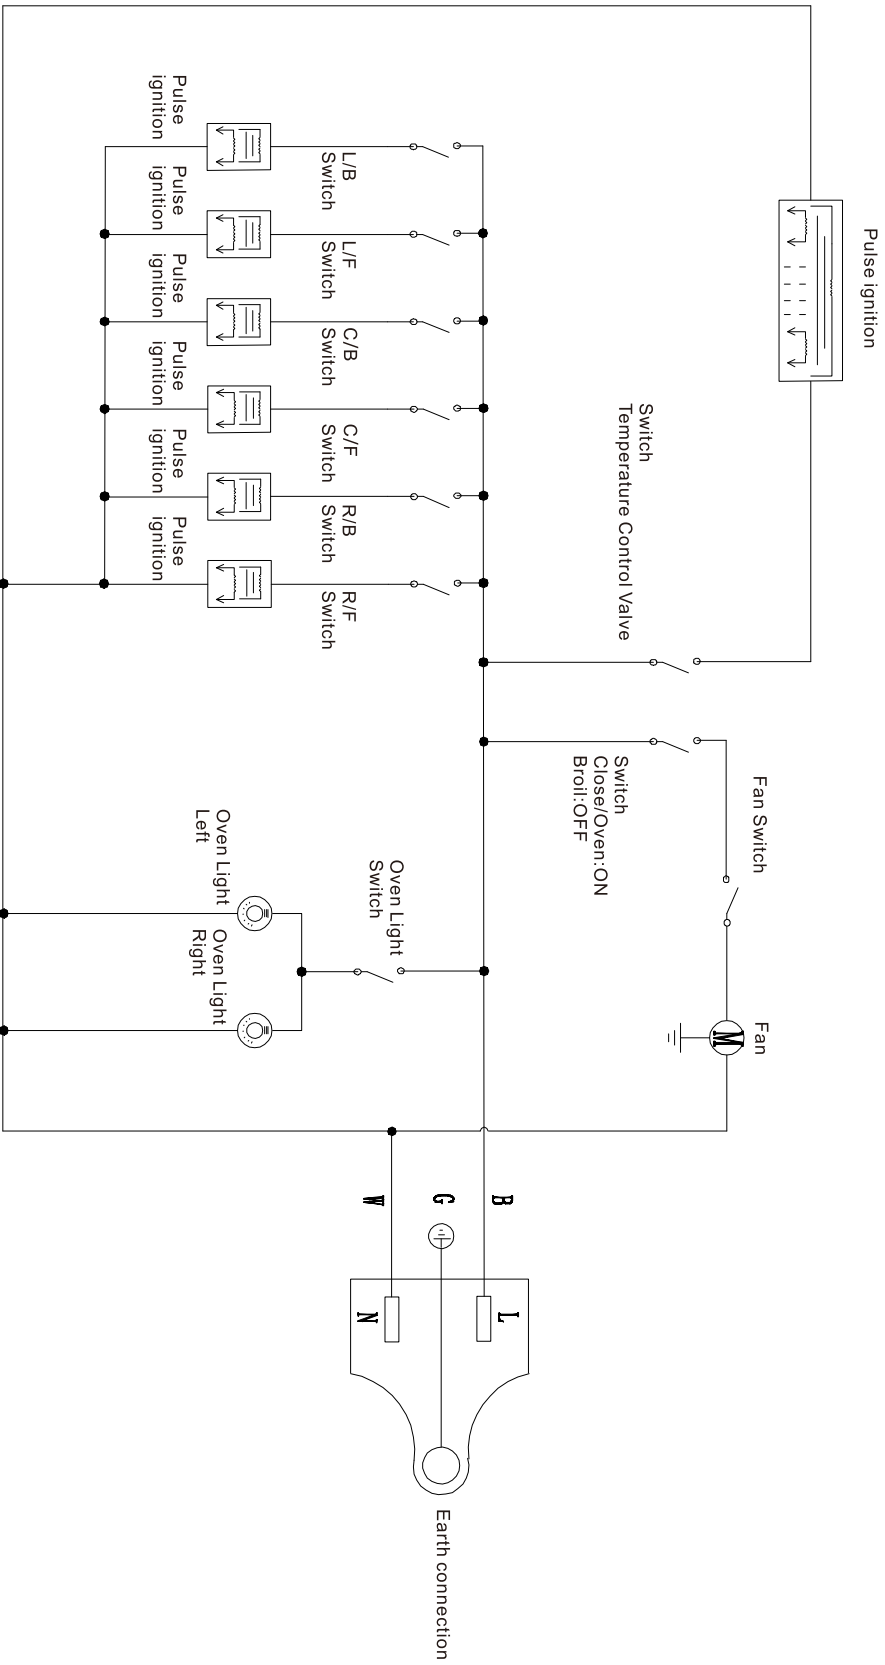 Pulse ignition
Fan Switch
Fan
M
Switch
Temperature Control Valve
Switch
Close/Oven:ON
Broil:OFF
B
L
G
Earth connection
W
N
Oven Light
Switch
L/B
Switch
L/F
Switch
C/B
Switch
C/F
Switch
R/B
Switch
R/F
Switch
Oven Light
Left
Oven Light
Right
Pulse
ignition
Pulse
ignition
Pulse
ignition
Pulse
ignition
Pulse
ignition
Pulse
ignition